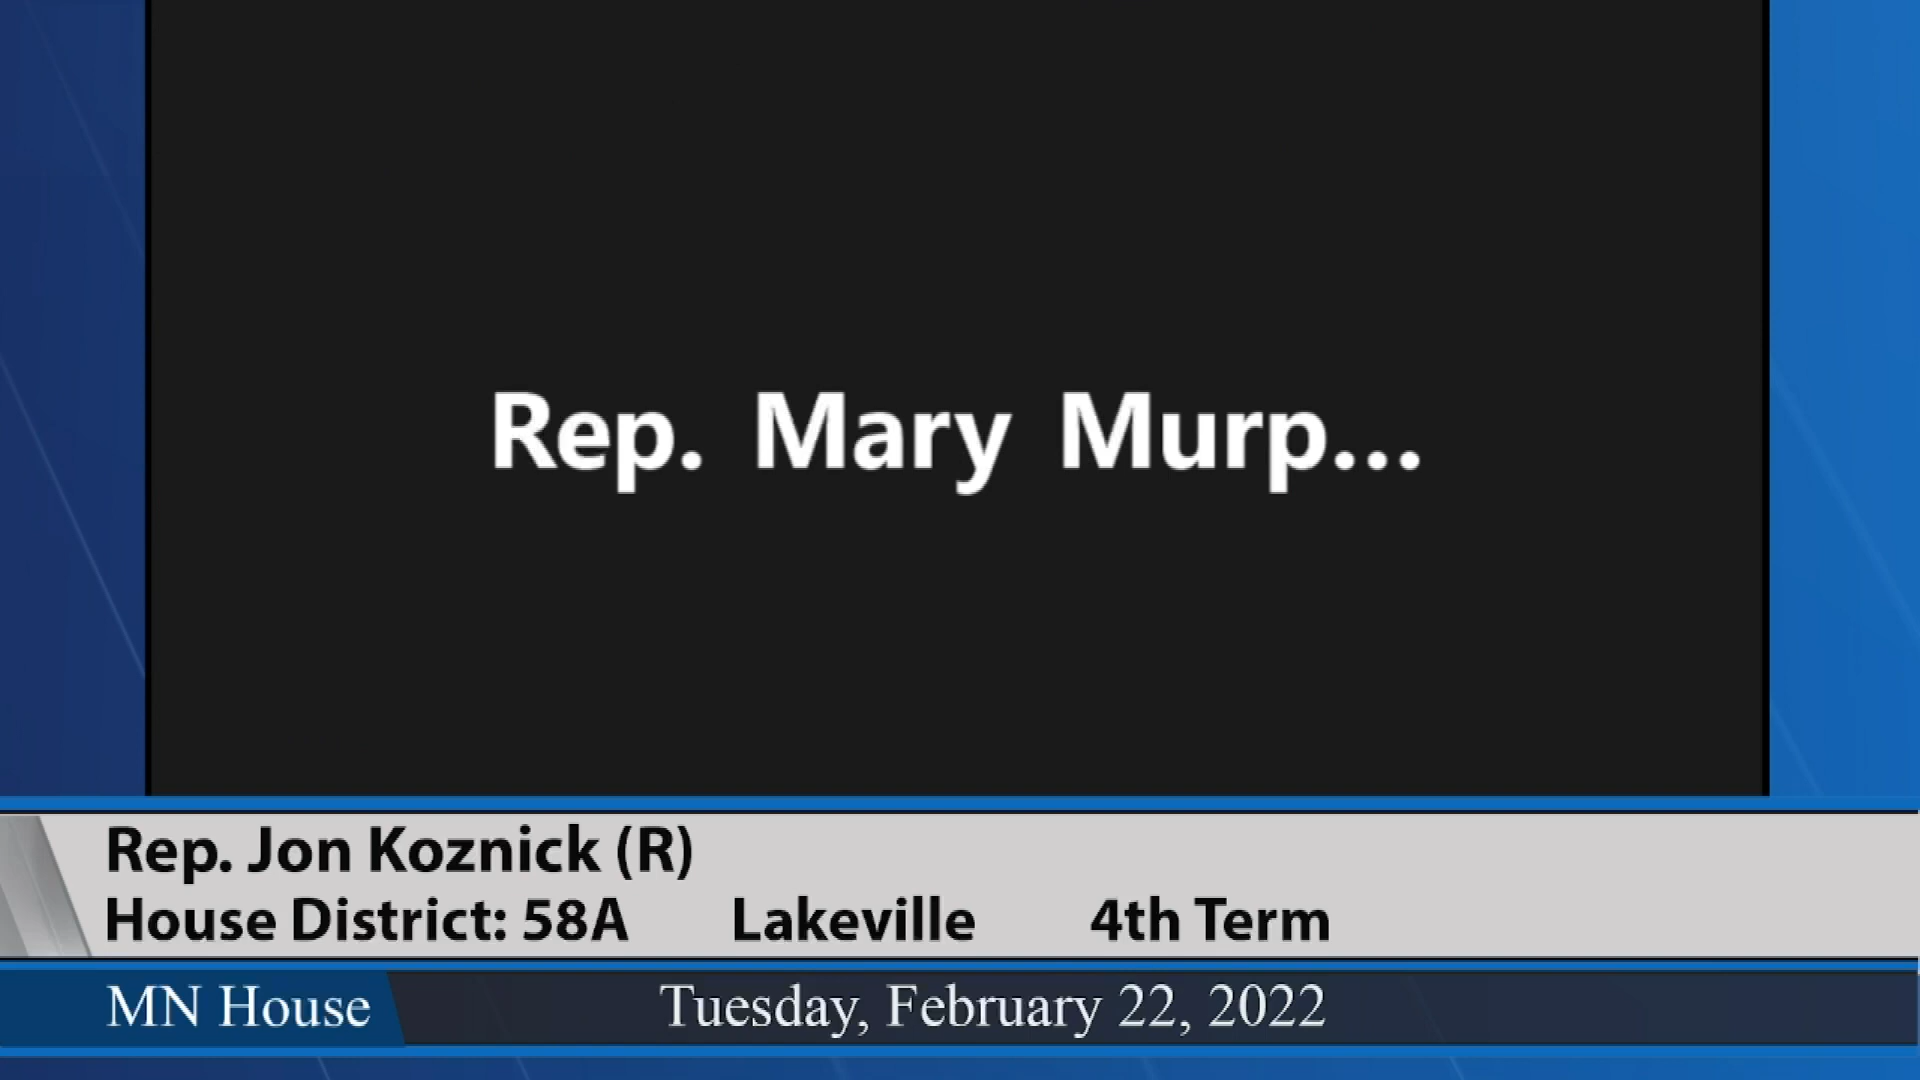 Rep. Mary Murp...
Rep. Jon Koznick (R)
House District: 58A Lakeville 4th Term
MN House Tuesday, February 22, 2022